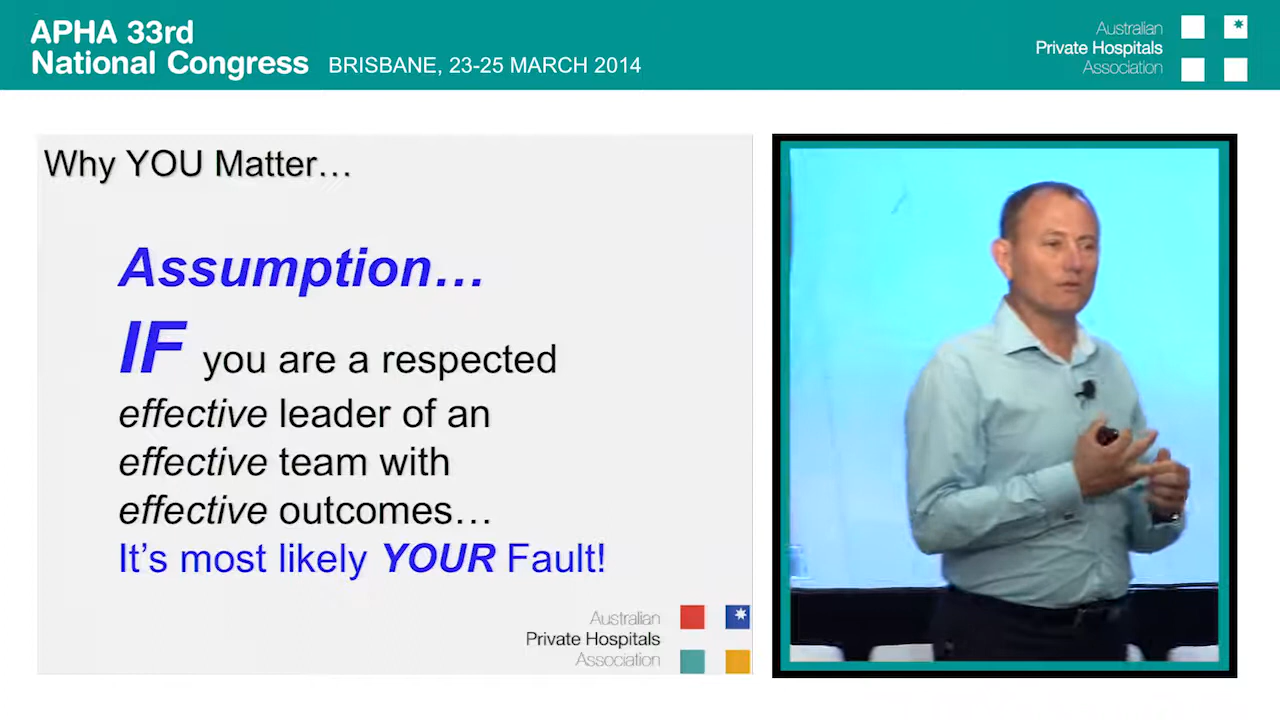 APHA 33rd
National Congress BRISBANE, 23-25 MARCH 2014
Australian
Private Hospitals
Association
Why YOU Matter…
Assumption…
IF you are a respected
effective leader of an
effective team with
effective outcomes…
It’s most likely YOUR Fault!
Australian
Private Hospitals
Association